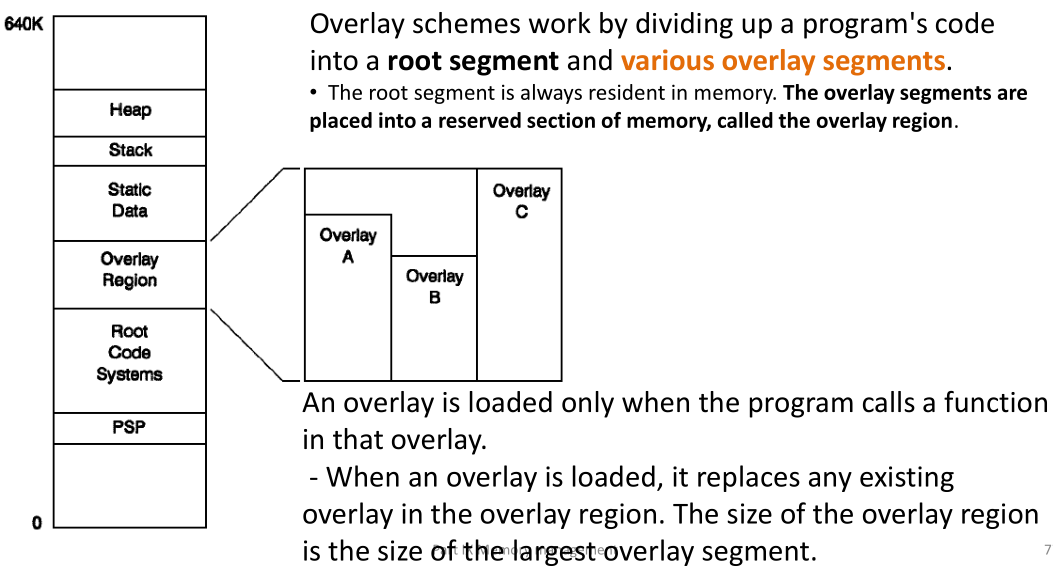 640K
Heap
Stack
Static
Data
Overlay
Region
Root
Code
Systems
PSP
0
Overlay schemes work by dividing up a program's code
into a root segment and various overlay segments.
• The root segment is always resident in memory. The overlay segments are
placed into a reserved section of memory, called the overlay region.
Overlay
A
Overlay
B
Overlay
C
An overlay is loaded only when the program calls a function
in that overlay.
- When an overlay is loaded, it replaces any existing
overlay in the overlay region. The size of the overlay region
is the size of the largest overlay segment.
7